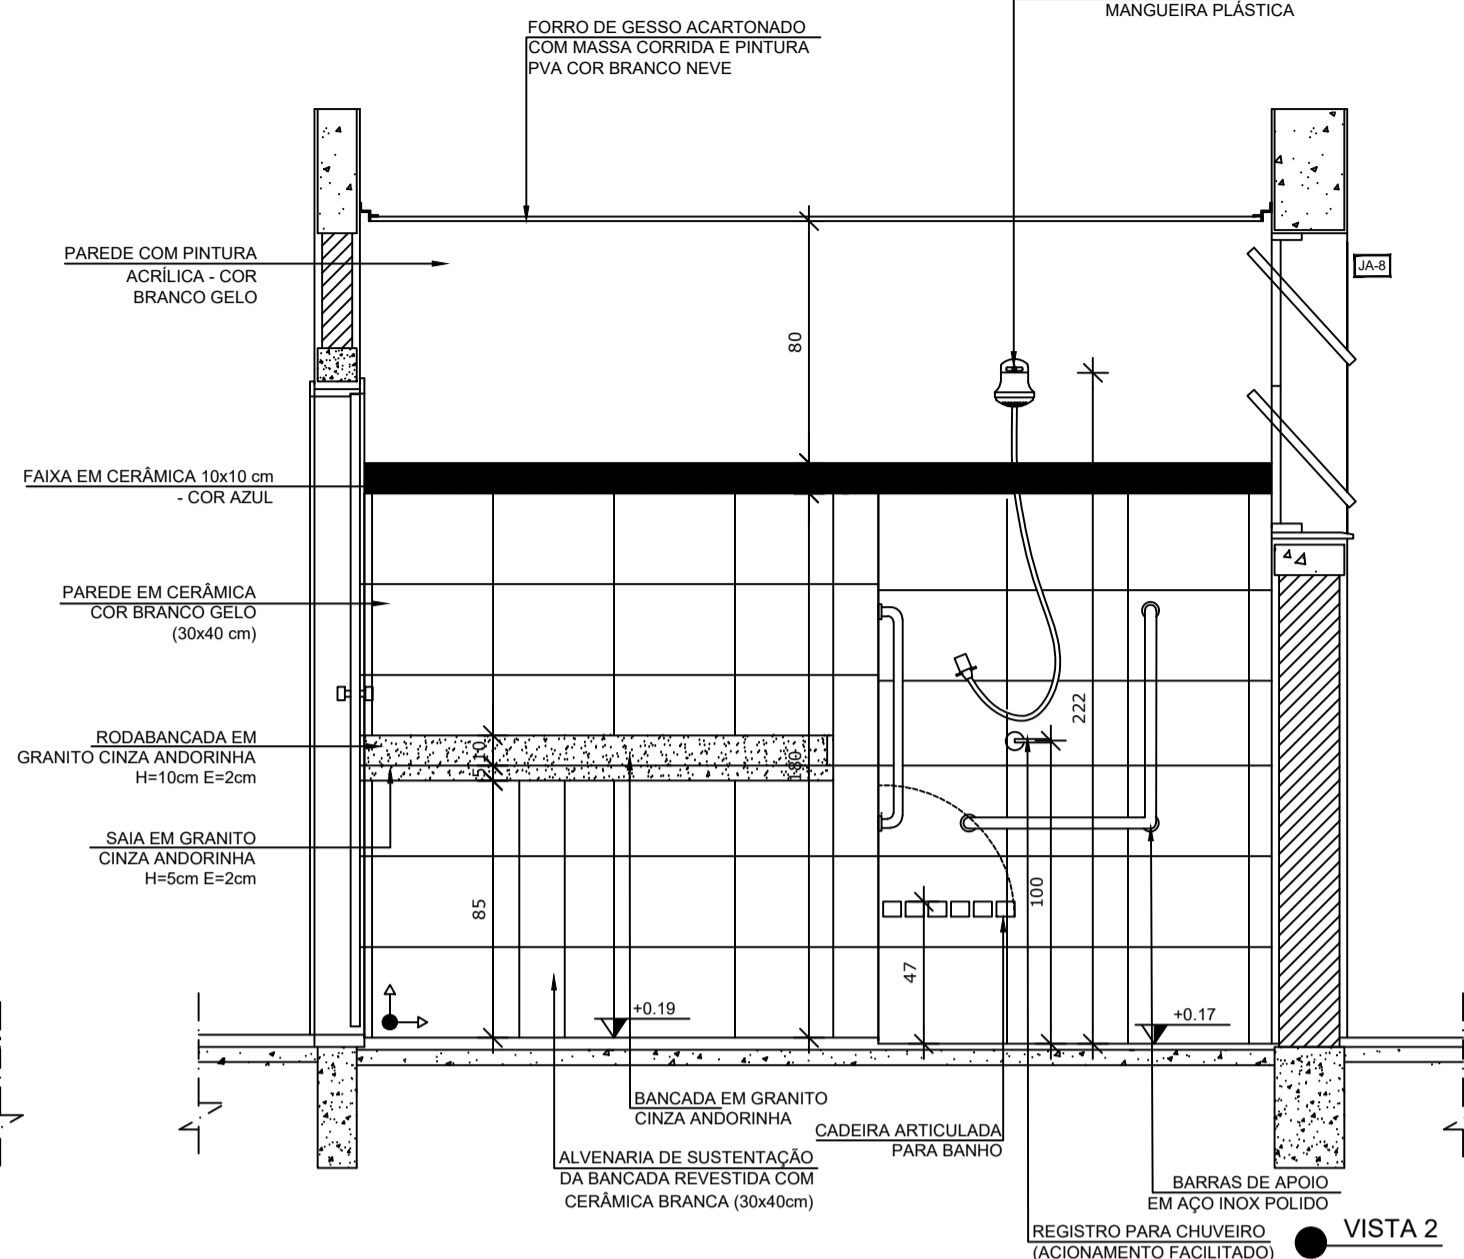 MANGUEIRA PLÁSTICA
FORRO DE GESSO ACARTONADO
COM MASSA CORRIDA E PINTURA
PVA COR BRANCO NEVE
PAREDE COM PINTURA
ACRÍLICA - COR
BRANCO GELO
JA-8
80
FAIXA EM CERÂMICA 10x10 cm
- COR AZUL
PAREDE EM CERÂMICA
COR BRANCO GELO
(30x40 cm)
222
RODABANCADA EM
GRANITO CINZA ANDORINHA
H=10cm E=2cm
10
5
180
SAIA EM GRANITO
CINZA ANDORINHA
H=5cm E=2cm
85
100
47
+0.19
+0.17
BANCADA EM GRANITO
CINZA ANDORINHA
CADEIRA ARTICULADA
PARA BANHO
ALVENARIA DE SUSTENTAÇÃO
DA BANCADA REVESTIDA COM
CERÂMICA BRANCA (30x40cm)
BARRAS DE APOIO
EM AÇO INOX POLIDO
REGISTRO PARA CHUVEIRO
(ACIONAMENTO FACILITADO)
VISTA 2